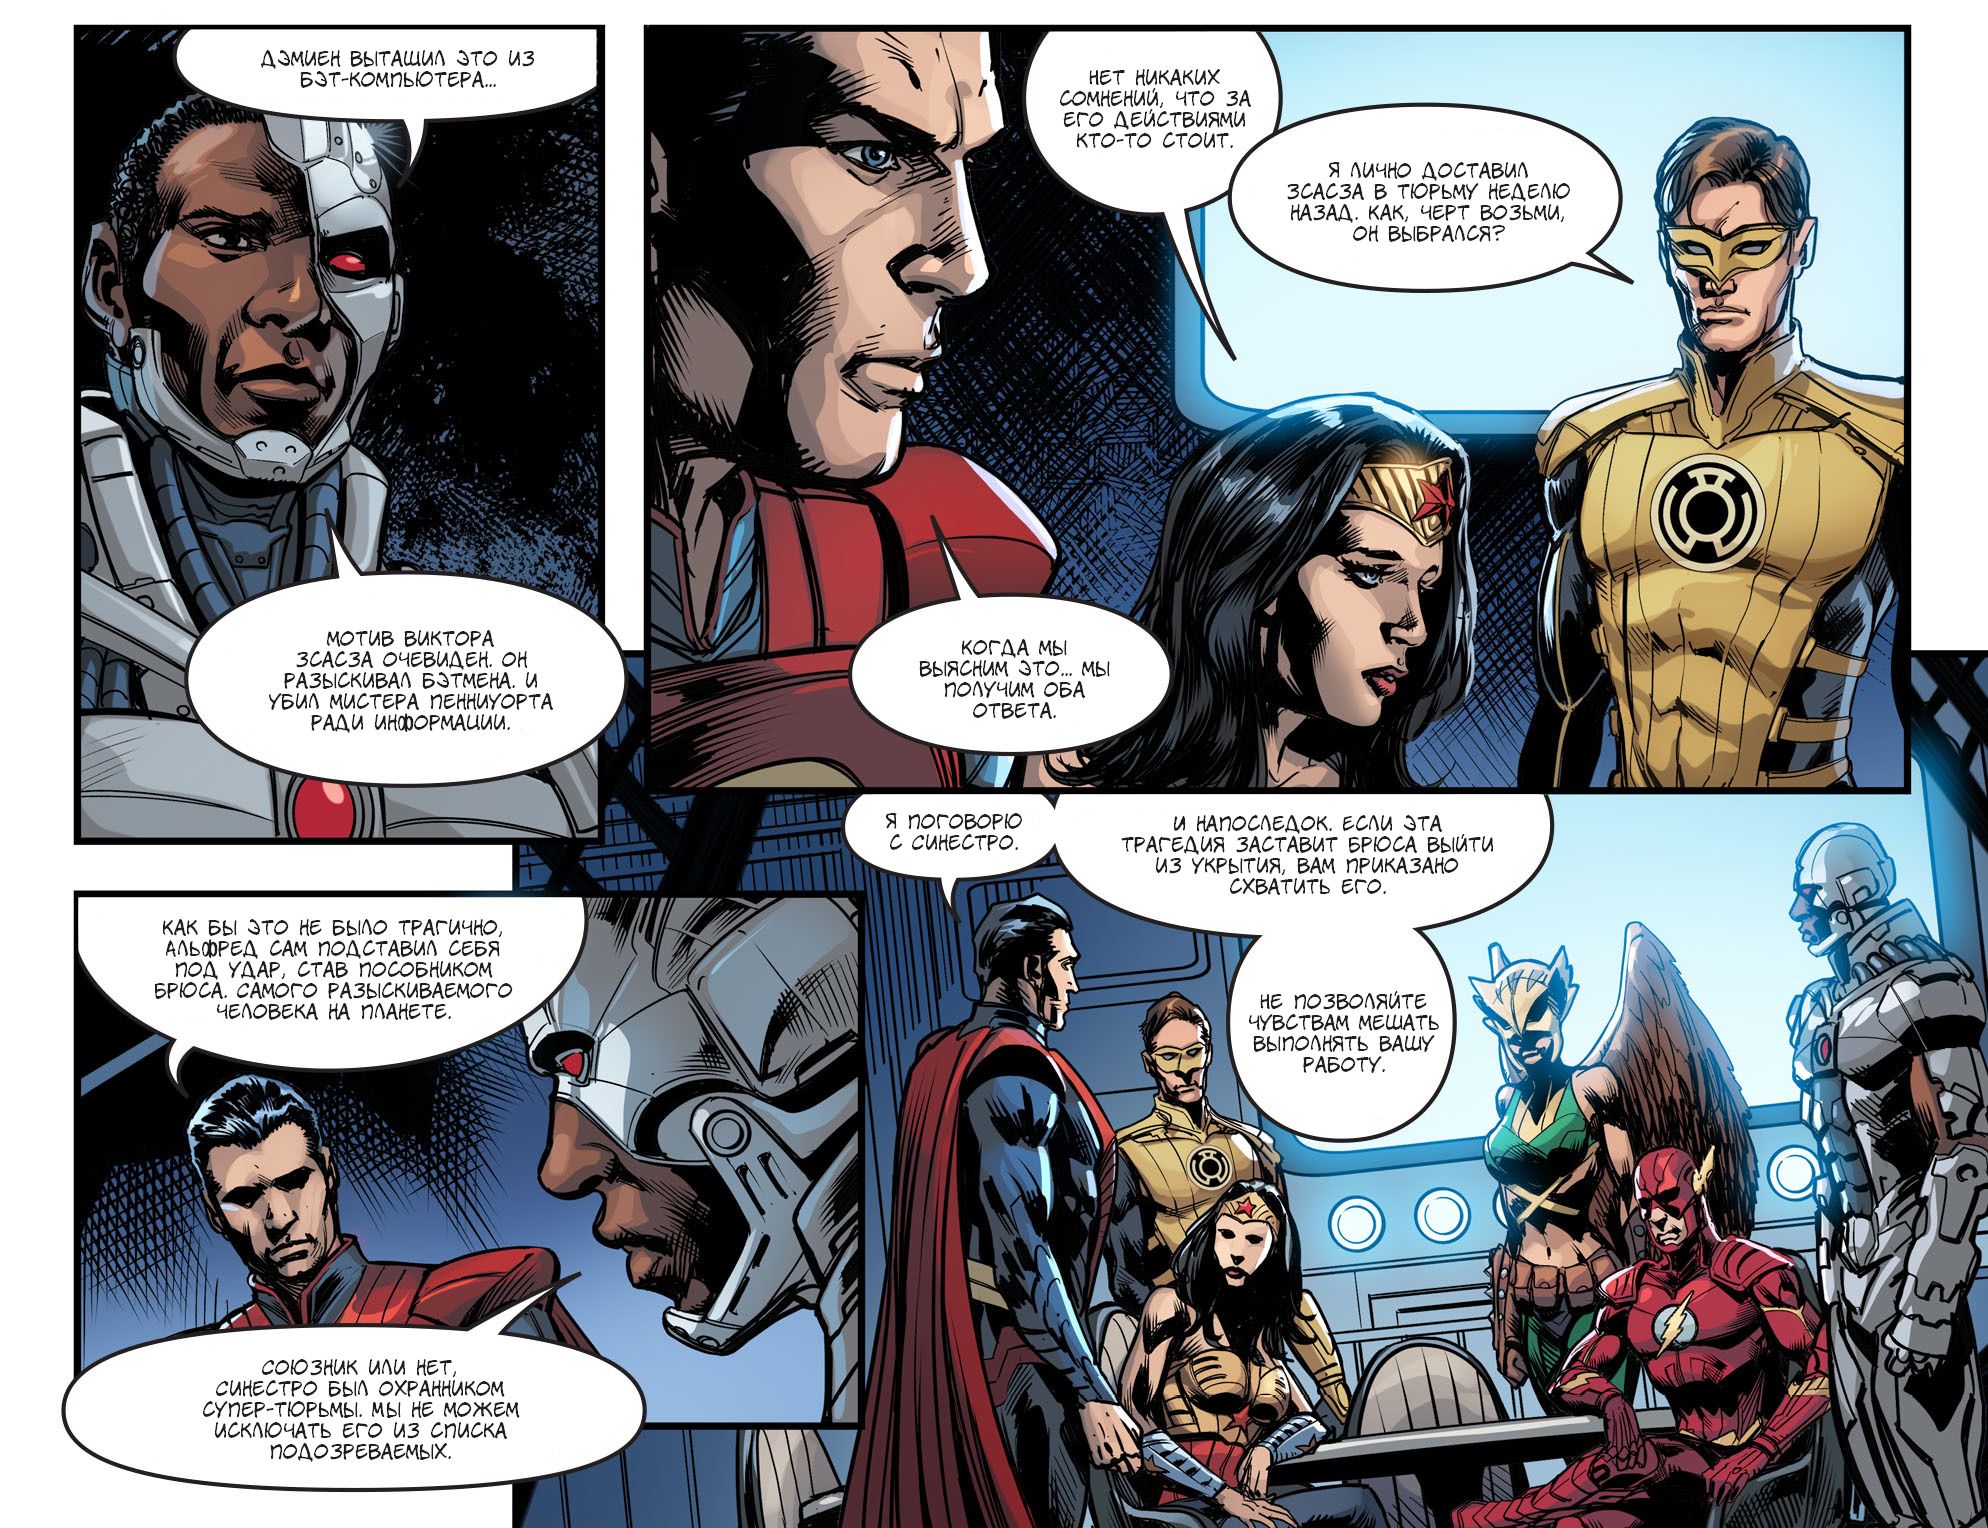 ДЭМИЕН ВЫТАЩИЛ ЭТО ИЗ
БЭТ-КОМПЬЮТЕРА...
МОТИВ ВИКТОРА
ЗСАСЗА ОЧЕВИДЕН. ОН
РАЗЫСКИВАЛ БЭТМЕНА. И
УБИЛ МИСТЕРА ПЕННИУОРТА
РАДИ ИНФОРМАЦИИ.
НЕТ НИКАКИХ
СОМНЕНИЙ, ЧТО ЗА
ЕГО ДЕЙСТВИЯМИ
КТО-ТО СТОИТ.
Я ЛИЧНО ДОСТАВИЛ
ЗСАСЗА В ТЮРЬМУ НЕДЕЛЮ
НАЗАД. КАК, ЧЕРТ ВОЗЬМИ,
ОН ВЫБРАЛСЯ?
КОГДА МЫ
ВЫЯСНИМ ЭТО... МЫ
ПОЛУЧИМ ОБА
ОТВЕТА.
КАК БЫ ЭТО НЕ БЫЛО ТРАГИЧНО,
АЛЬФРЕД САМ ПОДСТАВИЛ СЕБЯ
ПОД УДАР, СТАВ ПОСОБНИКОМ
БРЮСА. САМОГО РАЗЫСКИВАЕМОГО
ЧЕЛОВЕКА НА ПЛАНЕТЕ.
СОЮЗНИК ИЛИ НЕТ,
СИНЕСТРО БЫЛ ОХРАННИКОМ
СУПЕР-ТЮРЬМЫ. МЫ НЕ МОЖЕМ
ИСКЛЮЧАТЬ ЕГО ИЗ СПИСКА
ПОДОЗРЕВАЕМЫХ.
Я ПОГОВОРЮ
С СИНЕСТРО.
И НАПОСЛЕДОК. ЕСЛИ ЭТА
ТРАГЕДИЯ ЗАСТАВИТ БРЮСА ВЫЙТИ
ИЗ УКРЫТИЯ, ВАМ ПРИКАЗАНО
СХВАТИТЬ ЕГО.
НЕ ПОЗВОЛЯЙТЕ
ЧУВСТВАМ МЕШАТЬ
ВЫПОЛНЯТЬ ВАШУ
РАБОТУ.